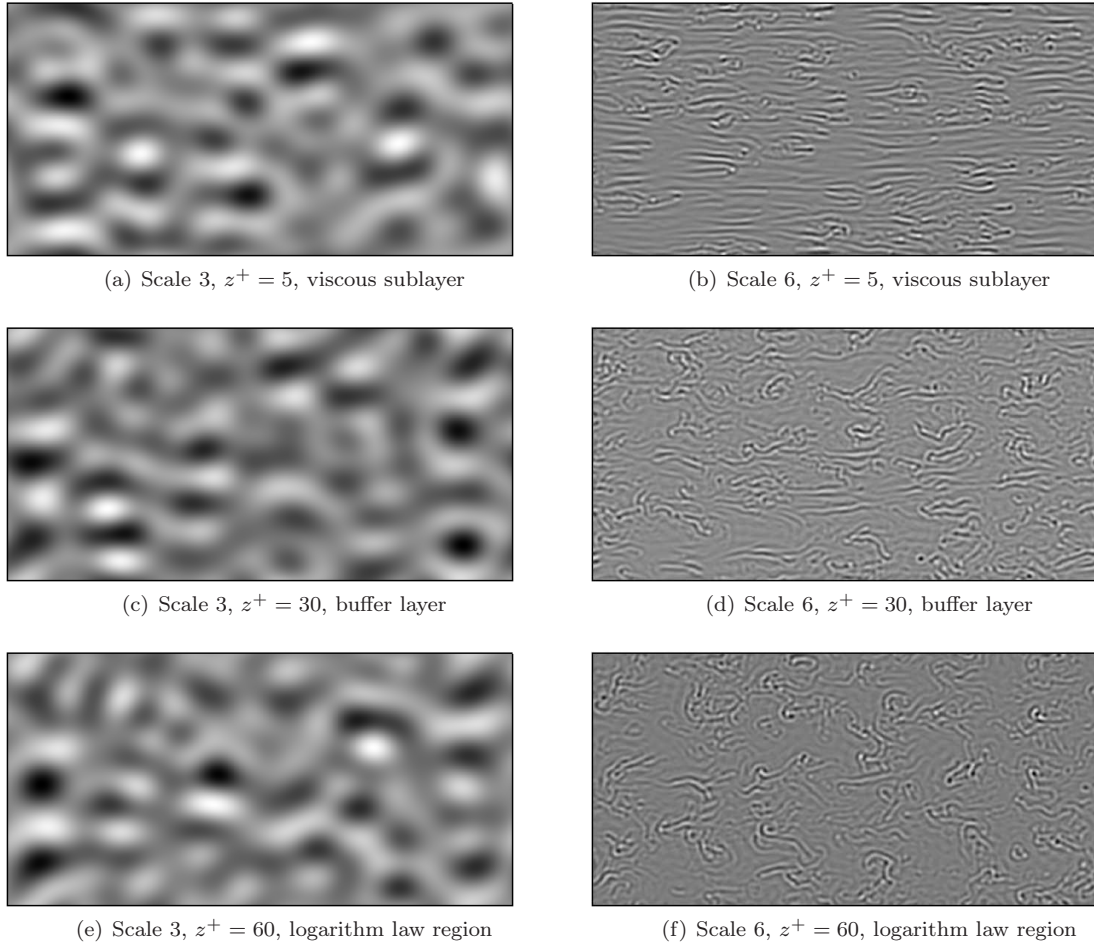 (a) Scale 3, z⁺ = 5, viscous sublayer
(b) Scale 6, z⁺ = 5, viscous sublayer
(c) Scale 3, z⁺ = 30, buffer layer
(d) Scale 6, z⁺ = 30, buffer layer
(e) Scale 3, z⁺ = 60, logarithm law region
(f) Scale 6, z⁺ = 60, logarithm law region